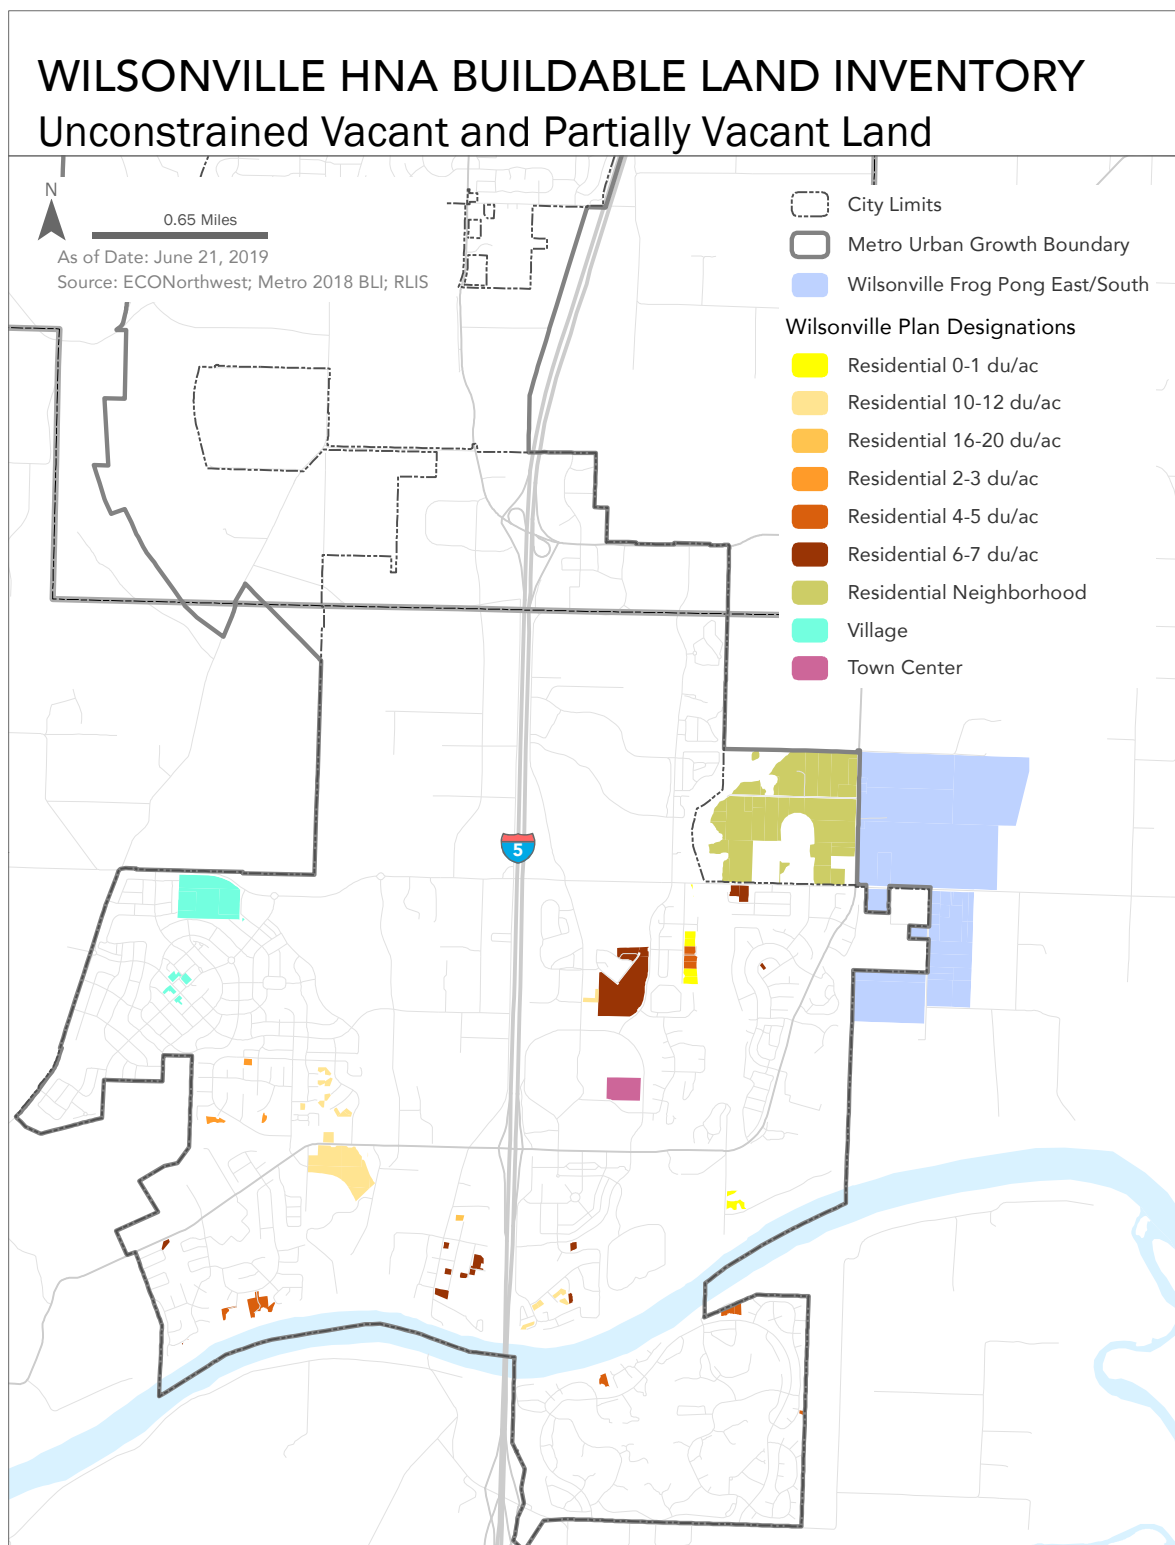 WILSONVILLE HNA BUILDABLE LAND INVENTORY
Unconstrained Vacant and Partially Vacant Land
N
0.65 Miles
As of Date: June 21, 2019
Source: ECONorthwest; Metro 2018 BLI; RLIS
City Limits
Metro Urban Growth Boundary
Wilsonville Frog Pong East/South
Wilsonville Plan Designations
Residential 0-1 du/ac
Residential 10-12 du/ac
Residential 16-20 du/ac
Residential 2-3 du/ac
Residential 4-5 du/ac
Residential 6-7 du/ac
Residential Neighborhood
Village
Town Center
5